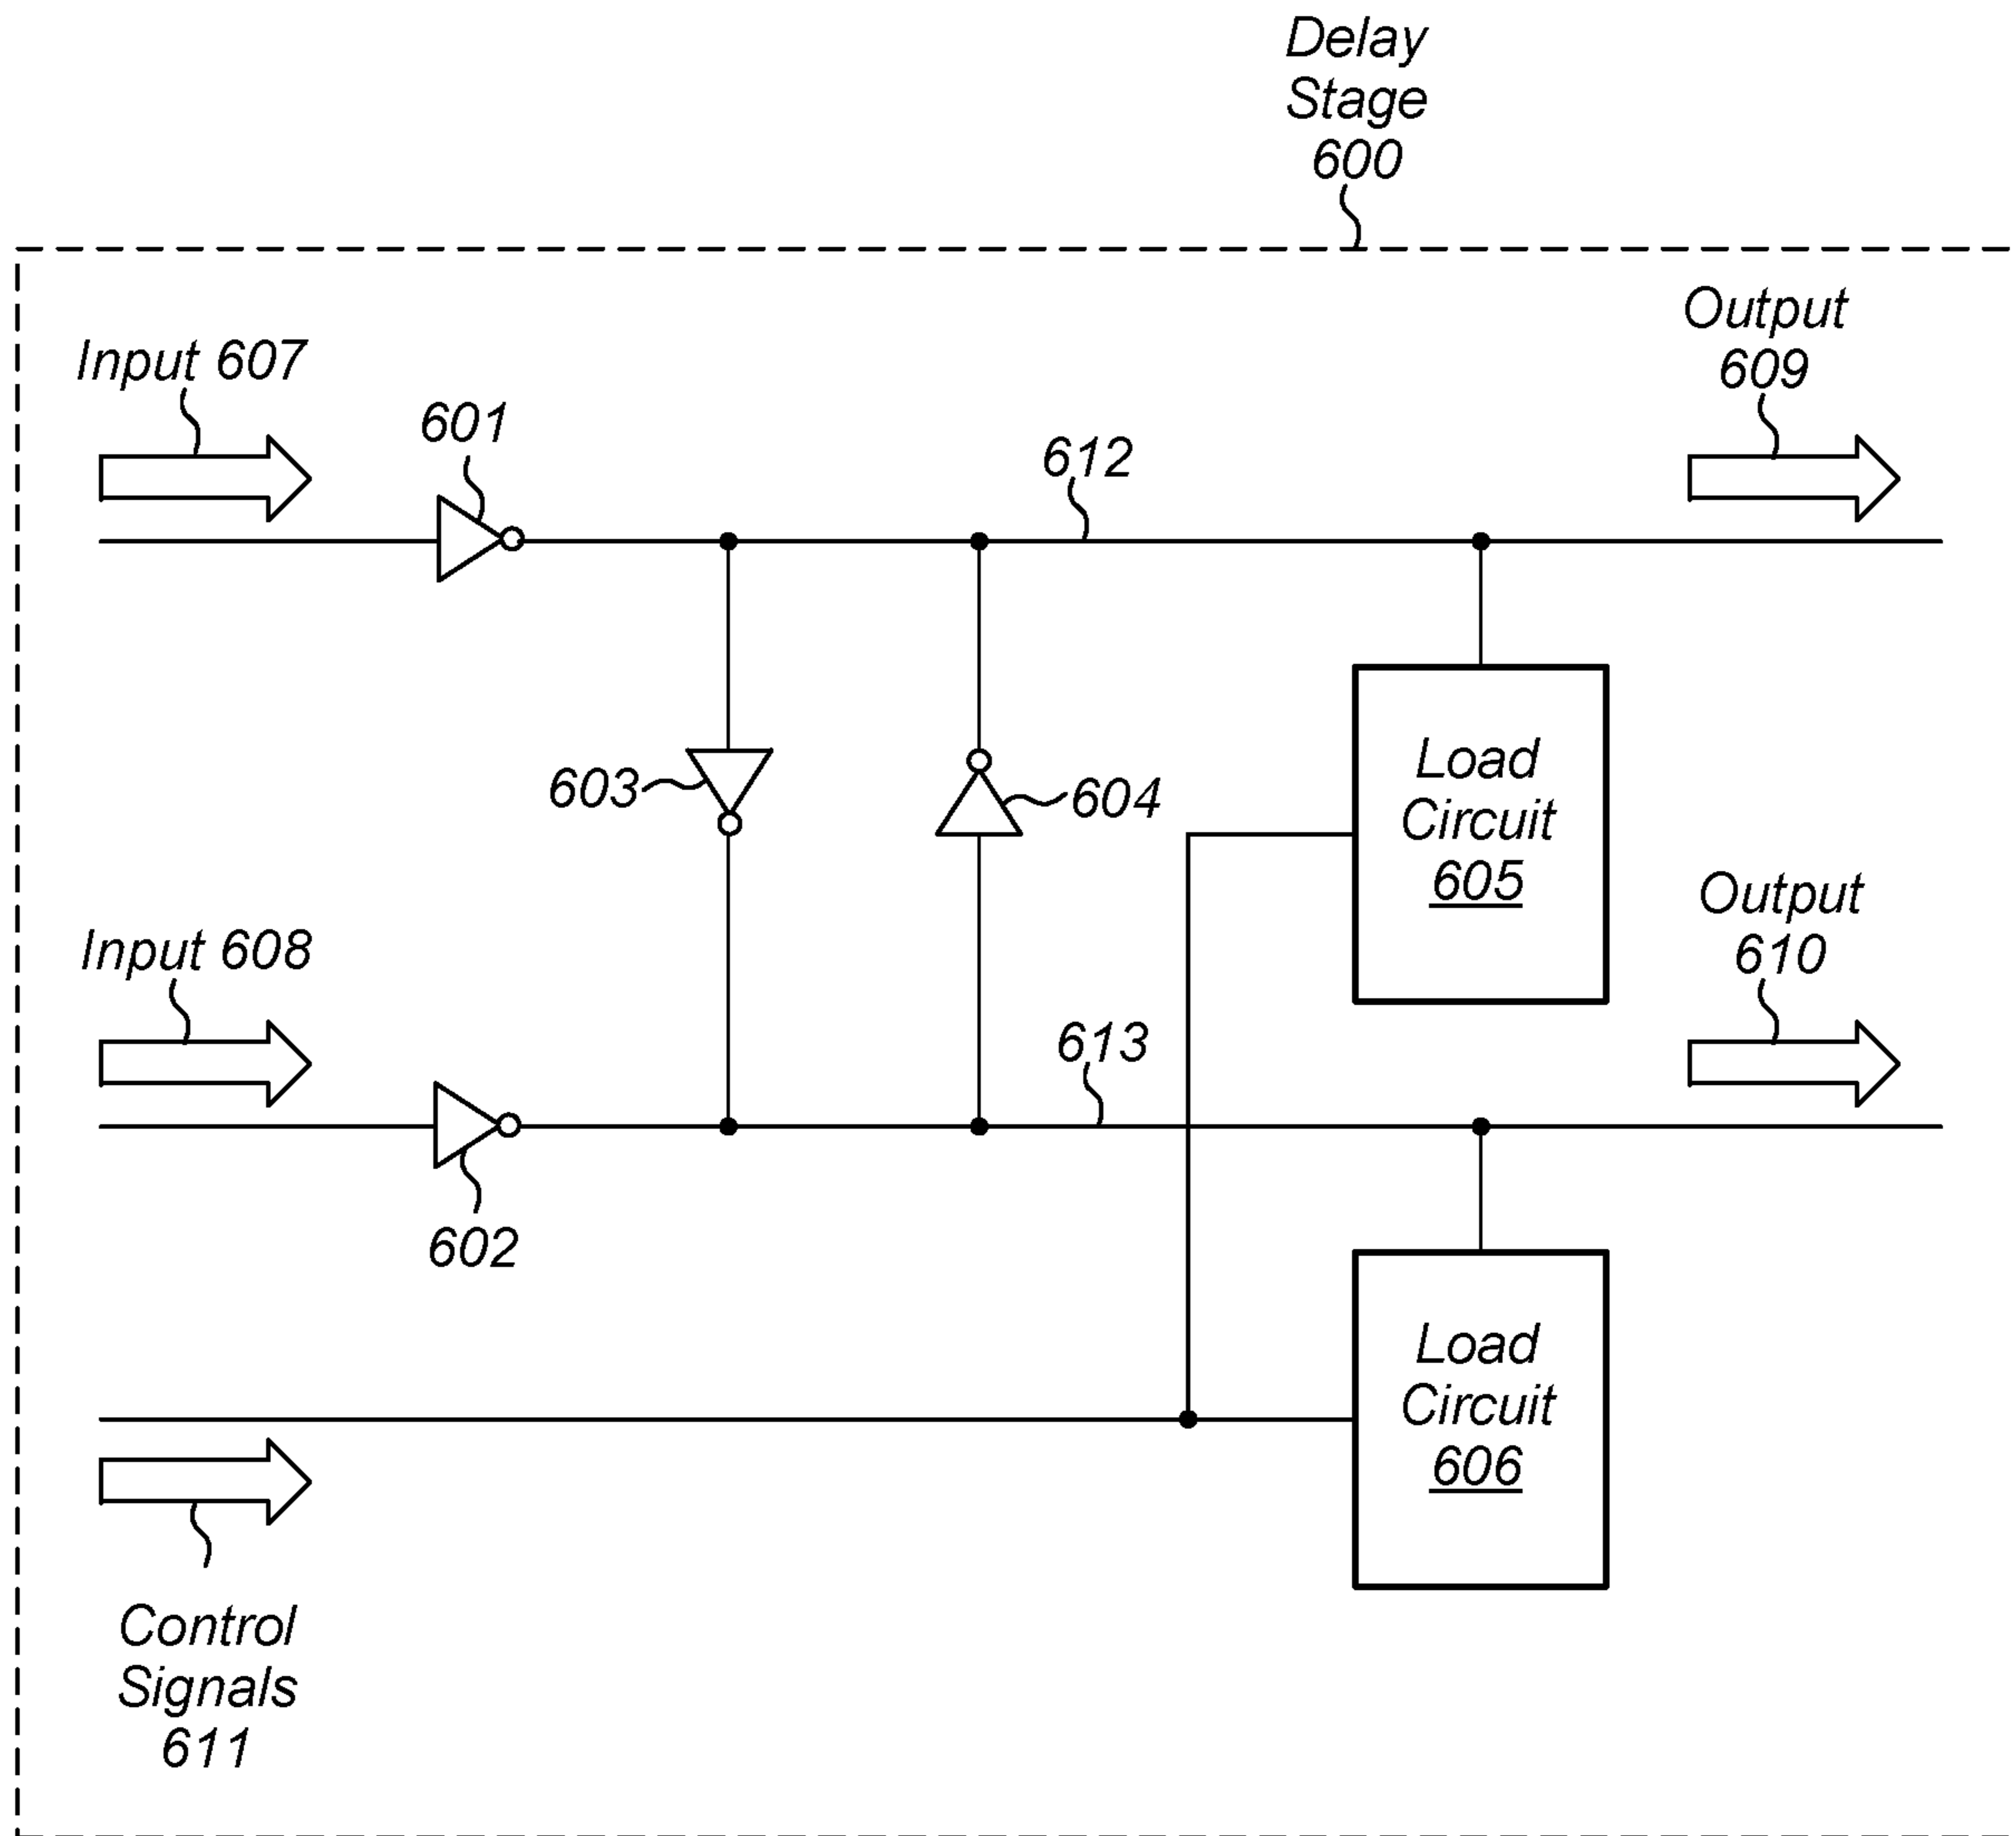 Delay
Stage
600
Input 607
Output
609
601
612
603
604
Load
Circuit
605
Input 608
Output
610
613
602
Load
Circuit
606
Control
Signals
611